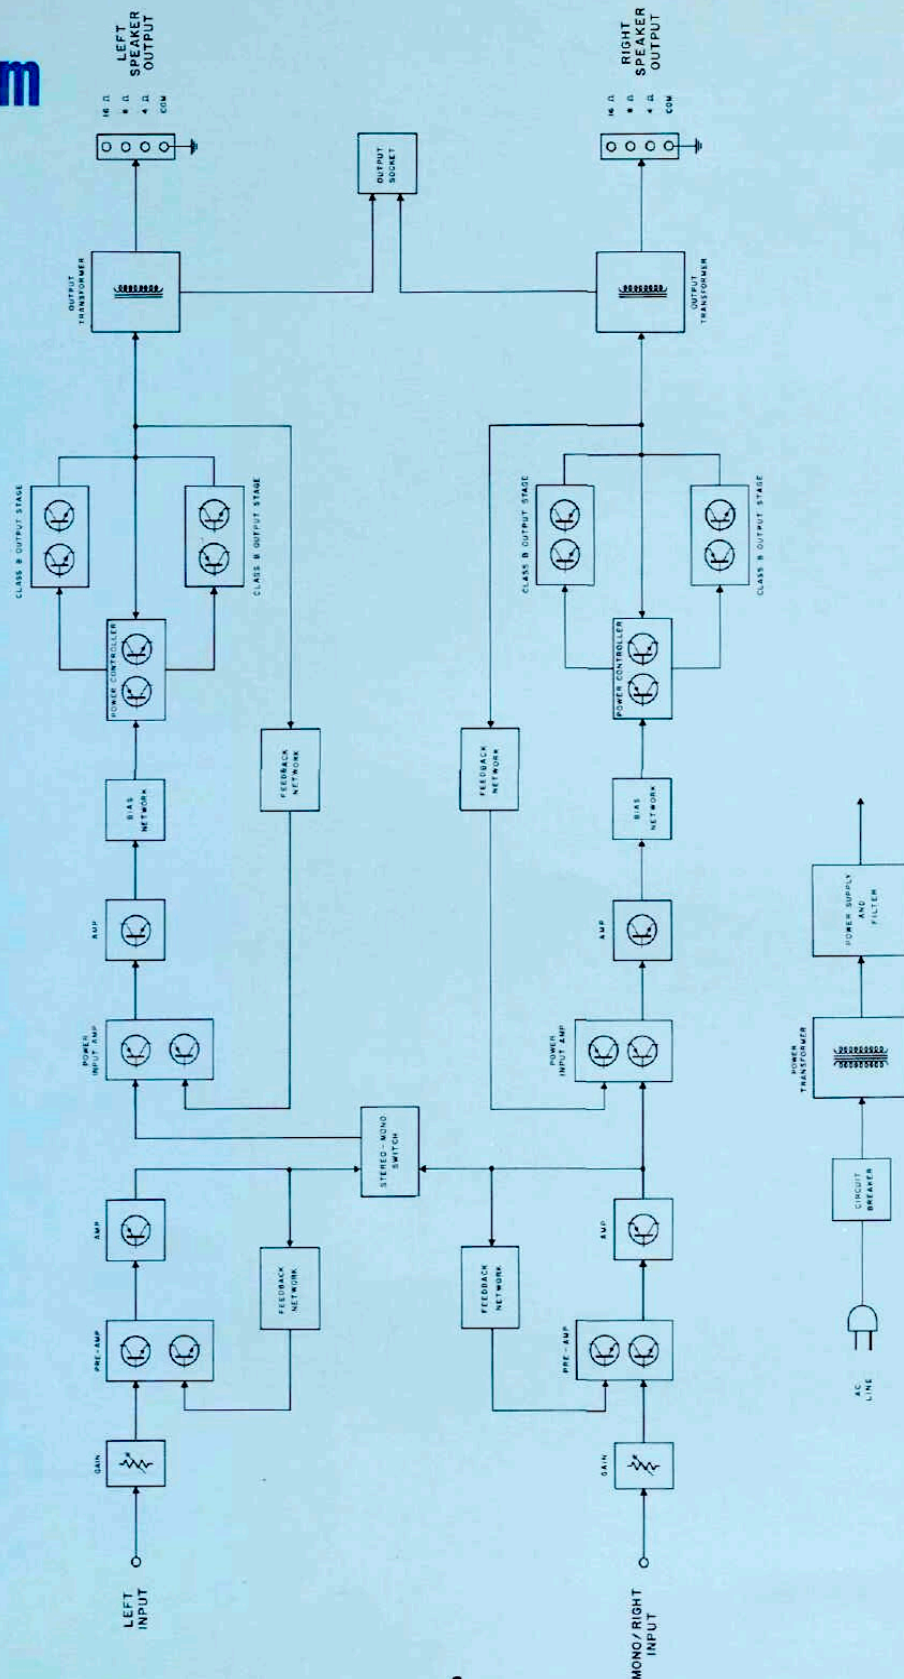 m
LEFT
SPEAKER
OUTPUT
16 Ω
8 Ω
4 Ω
COM
RIGHT
SPEAKER
OUTPUT
16 Ω
8 Ω
4 Ω
COM
OUTPUT
SOCKET
OUTPUT
TRANSFORMER
OUTPUT
TRANSFORMER
CLASS B OUTPUT STAGE
CLASS B OUTPUT STAGE
CLASS B OUTPUT STAGE
CLASS B OUTPUT STAGE
POWER CONTROLLER
POWER CONTROLLER
FEEDBACK
NETWORK
FEEDBACK
NETWORK
BIAS
NETWORK
BIAS
NETWORK
AMP
AMP
POWER SUPPLY
AND
FILTER
POWER
INPUT AMP
POWER
INPUT AMP
POWER
TRANSFORMER
STEREO-MONO
SWITCH
CIRCUIT
BREAKER
AMP
AMP
FEEDBACK
NETWORK
FEEDBACK
NETWORK
PRE-AMP
PRE-AMP
AC
LINE
GAIN
GAIN
LEFT
INPUT
MONO/RIGHT
INPUT